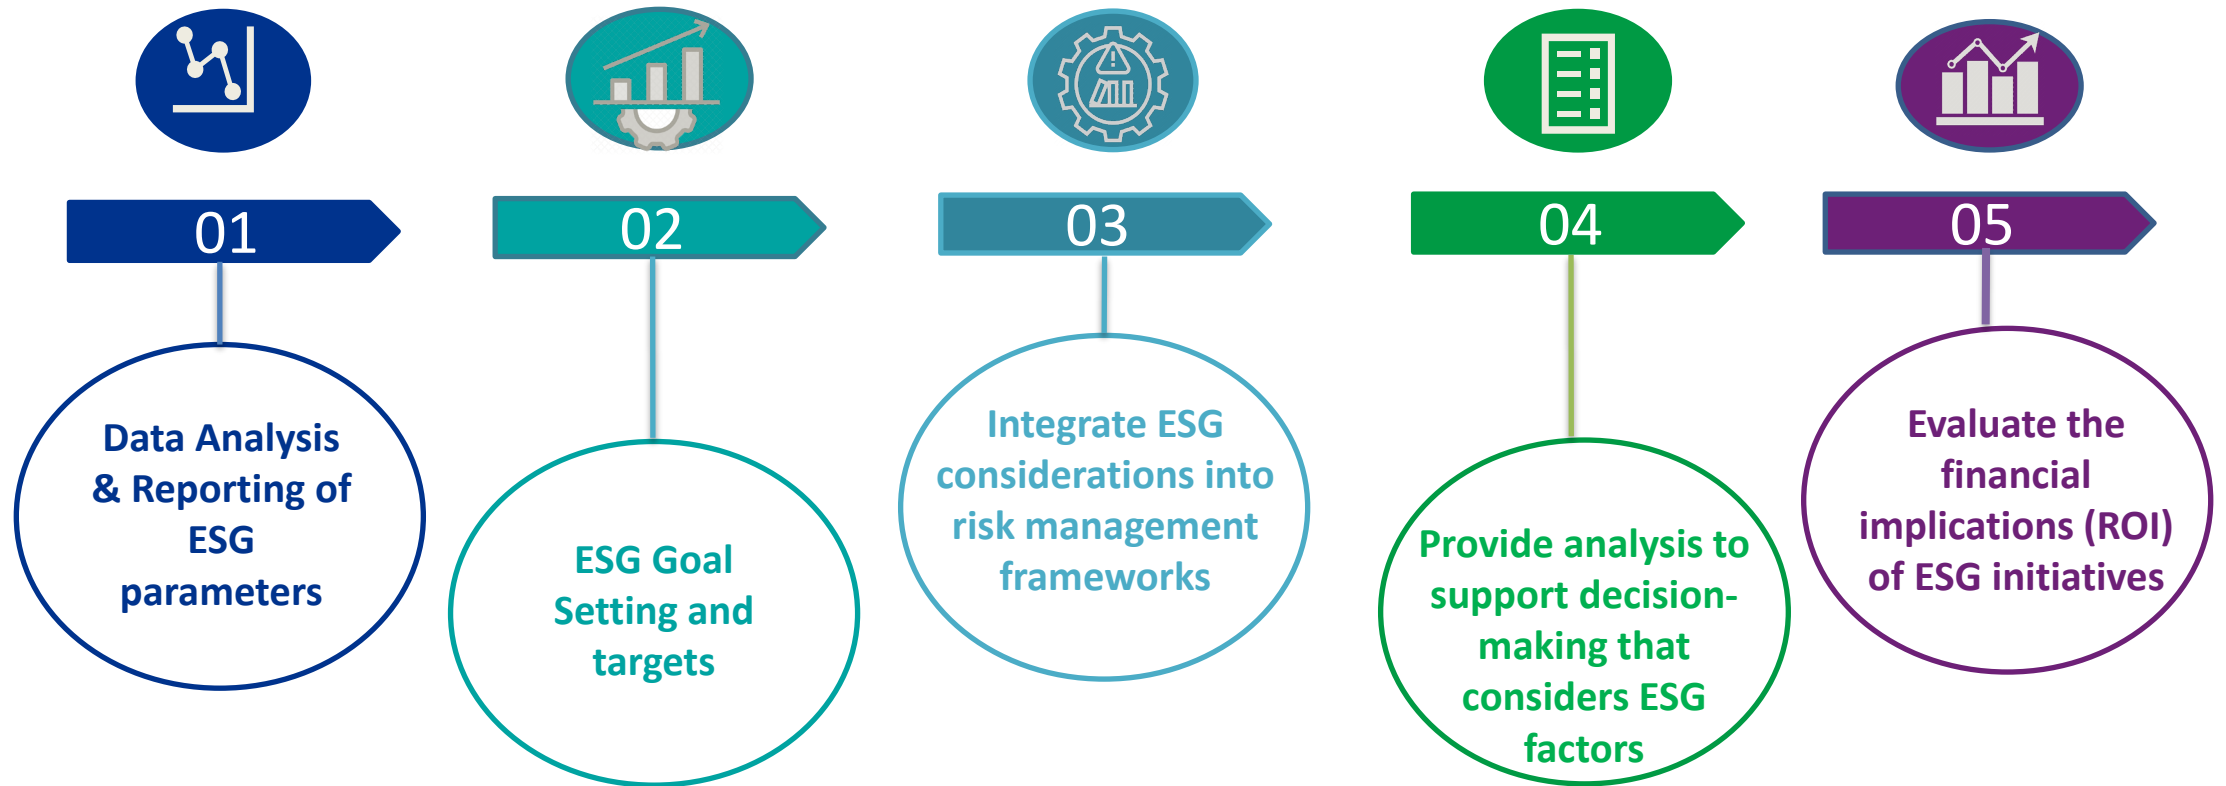 01
Data Analysis
& Reporting of
ESG
parameters
02
ESG Goal
Setting and
targets
03
Integrate ESG
considerations into
risk management
frameworks
04
Provide analysis to
support decision-
making that
considers ESG
factors
05
Evaluate the
financial
implications (ROI)
of ESG initiatives